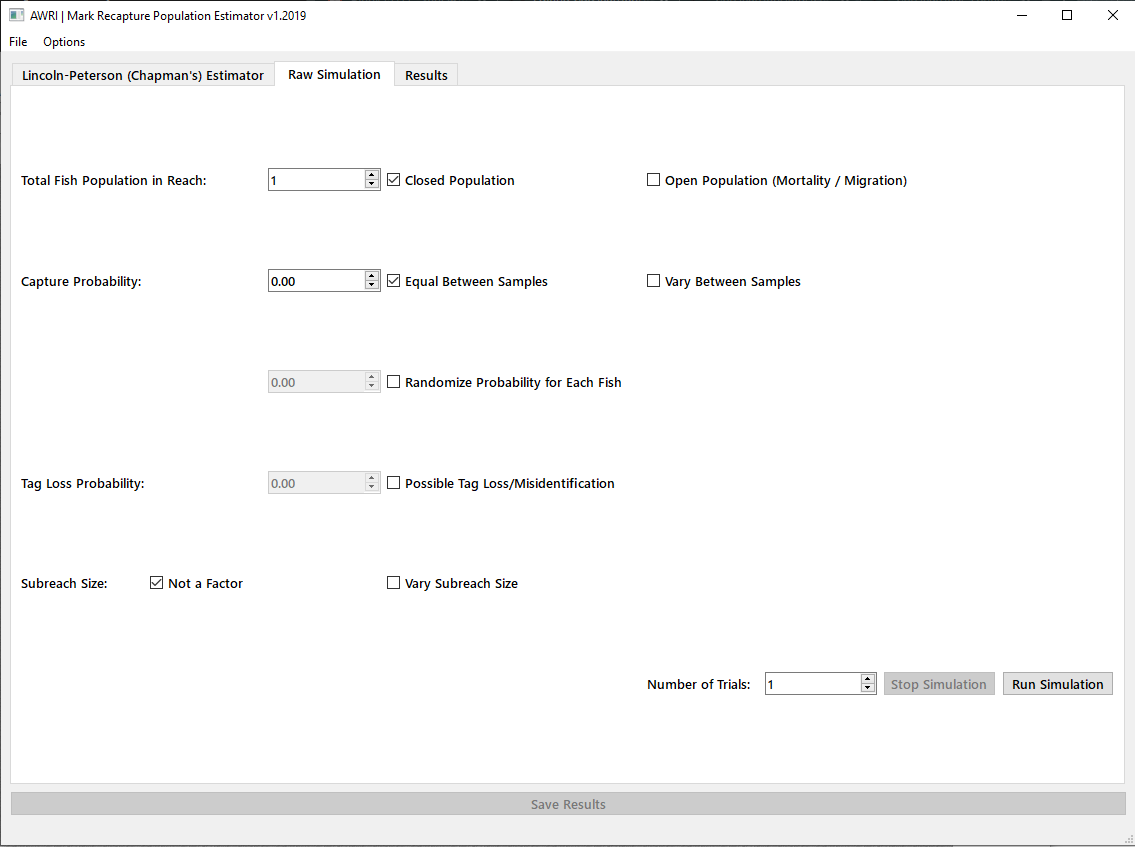 AWRI | Mark Recapture Population Estimator v1.2019
File Options
Lincoln-Peterson (Chapman's) Estimator Raw Simulation Results
Total Fish Population in Reach: 1 Closed Population Open Population (Mortality / Migration)
Capture Probability: 0.00 Equal Between Samples Vary Between Samples
0.00 Randomize Probability for Each Fish
Tag Loss Probability: 0.00 Possible Tag Loss/Misidentification
Subreach Size: Not a Factor Vary Subreach Size
Number of Trials: 1 Stop Simulation Run Simulation
Save Results